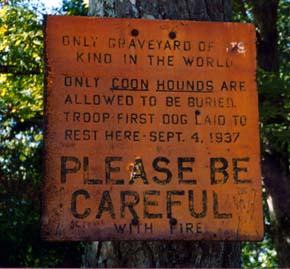 ONLY GRAVEYARD OF ITS
KIND IN THE WORLD
ONLY COON HOUNDS ARE
ALLOWED TO BE BURIED.
TROOP-FIRST DOG LAID TO
REST HERE-SEPT. 4, 1937
PLEASE BE
CAREFUL
WITH FIRE